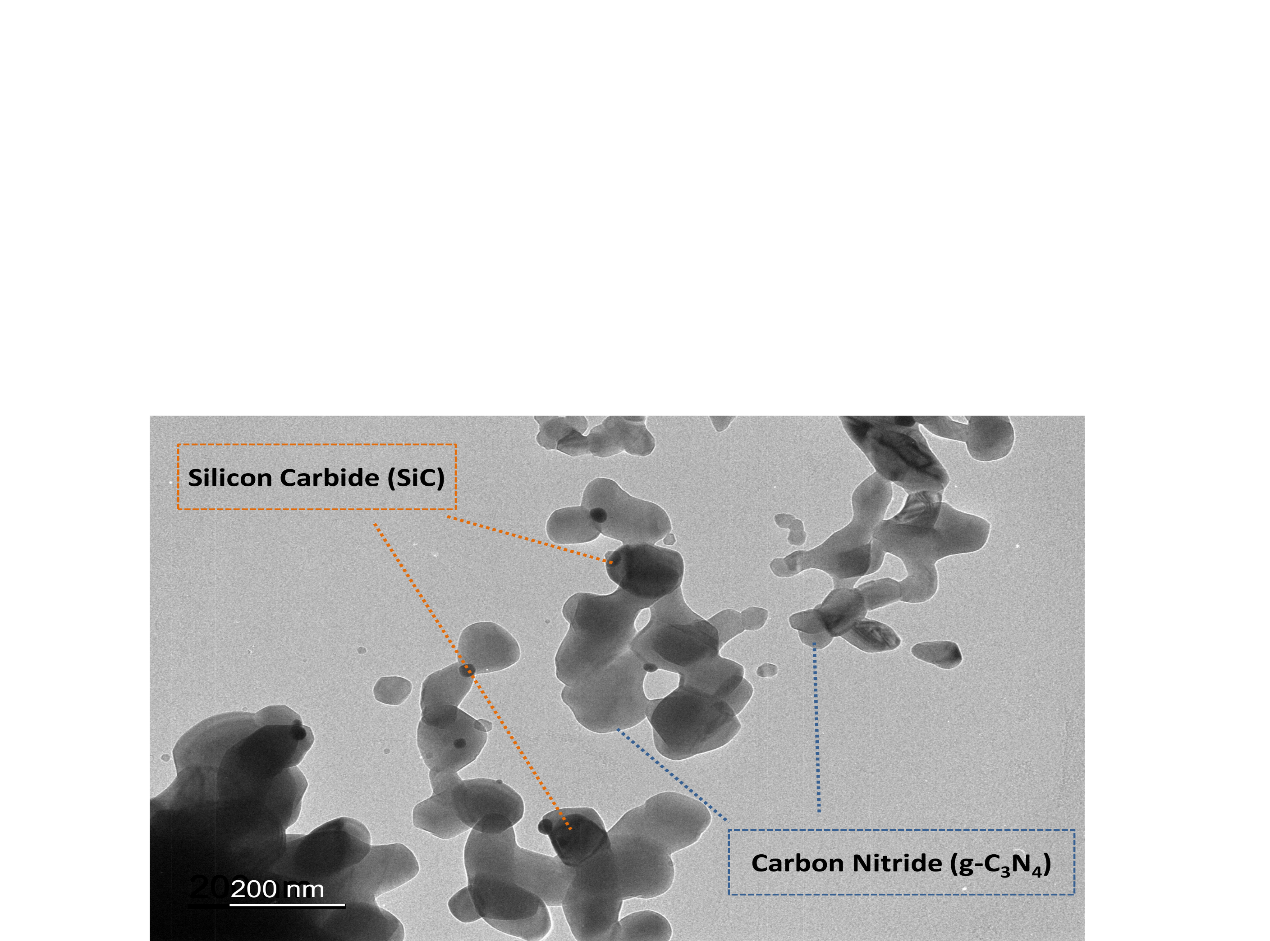 Silicon Carbide (SiC)
Carbon Nitride (g-C₃N₄)
200 nm